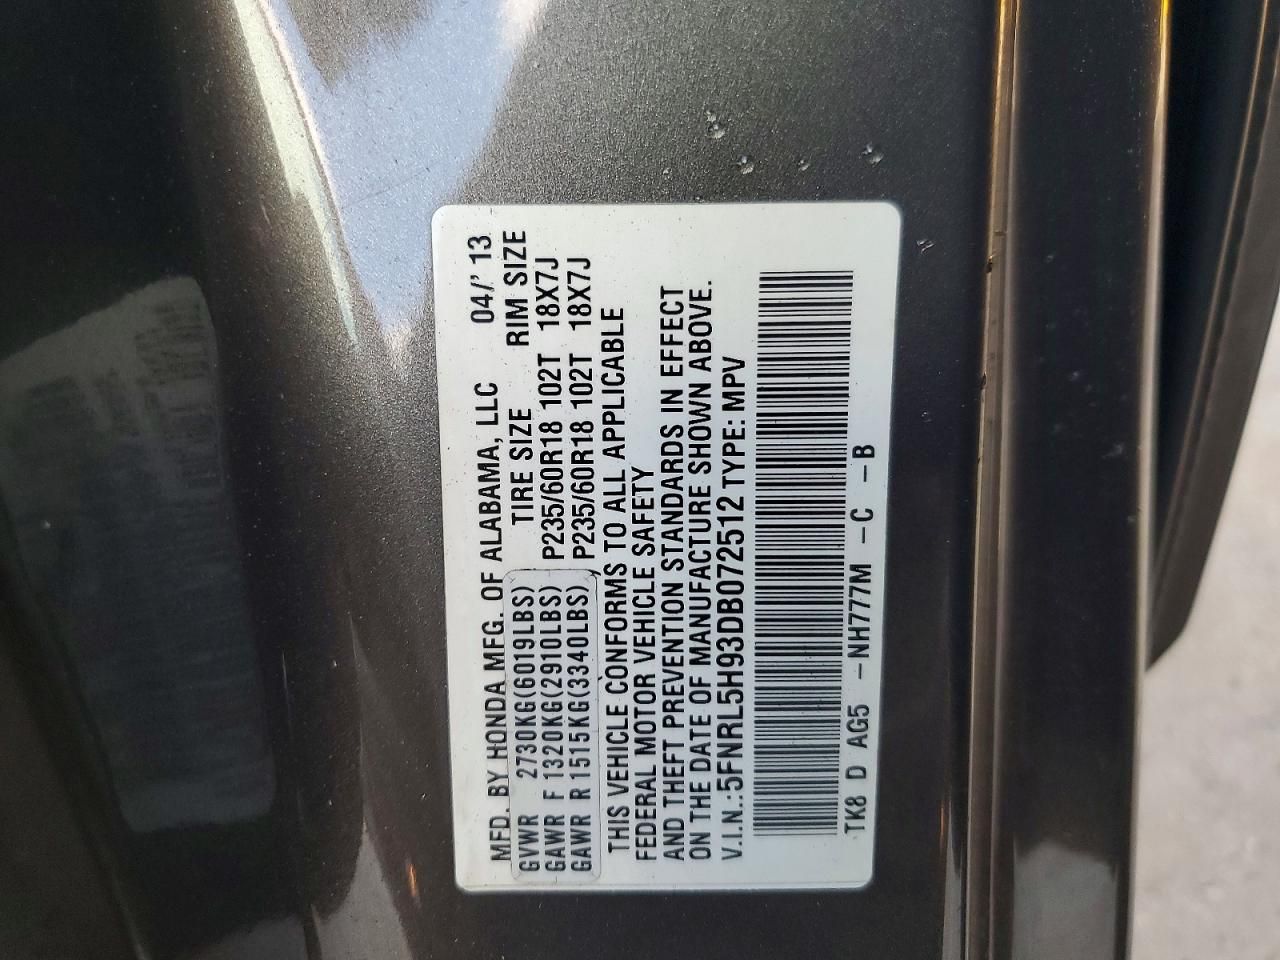 MFD. BY HONDA MFG. OF ALABAMA, LLC 04/' 13
TIRE SIZE RIM SIZE
GVWR 2730KG(6019LBS)
GAWR F 1320KG(2910LBS) P235/60R18 102T 18X7J
GAWR R 1515KG(3340LBS) P235/60R18 102T 18X7J
THIS VEHICLE CONFORMS TO ALL APPLICABLE
FEDERAL MOTOR VEHICLE SAFETY
AND THEFT PREVENTION STANDARDS IN EFFECT
ON THE DATE OF MANUFACTURE SHOWN ABOVE.
V.I.N.:5FNRL5H93DB072512 TYPE: MPV
TK8 D AG5 -NH777M -C -B